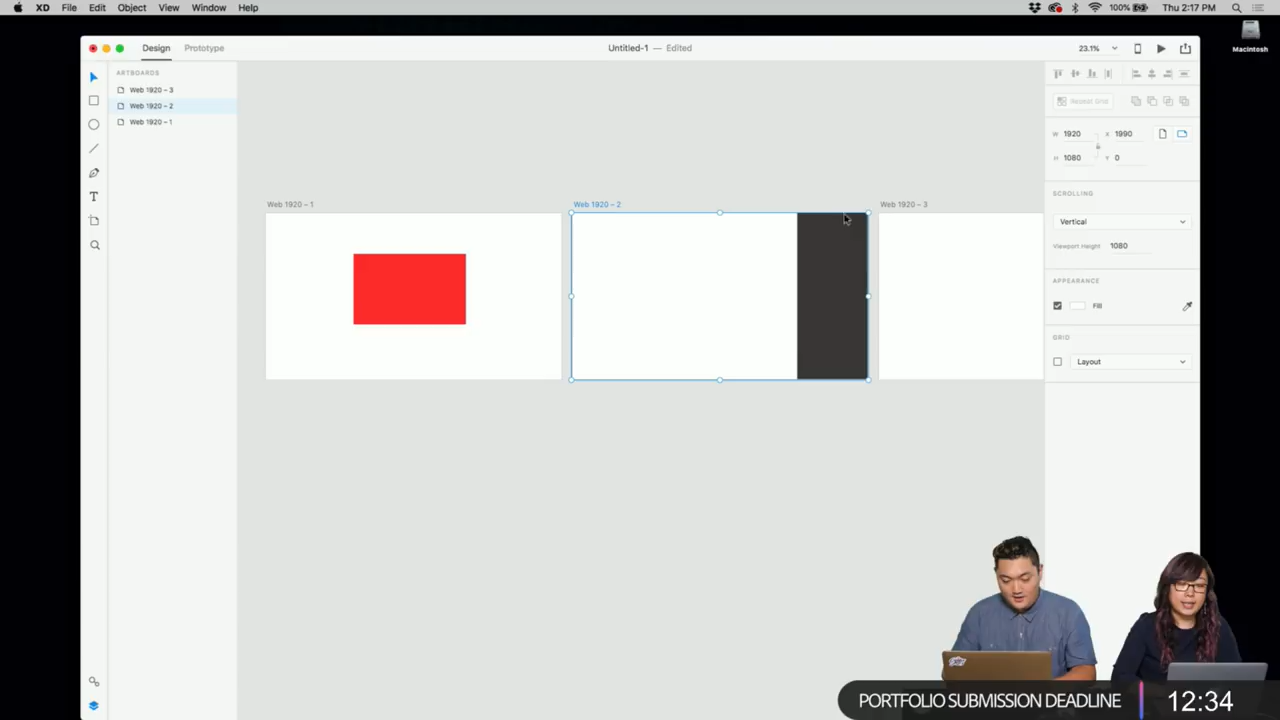 XD File Edit Object View Window Help
100% Thu 2:17 PM
Macintosh
Design Prototype
Untitled-1 — Edited
23.1%
ARTBOARDS
Web 1920 – 3
Web 1920 – 2
Web 1920 – 1
T
Web 1920 – 1
Web 1920 – 2
Web 1920 – 3
Repeat Grid
W 1920 X 1990
H 1080 Y 0
SCROLLING
Vertical
Viewport Height 1080
APPEARANCE
Fill
GRID
Layout
PORTFOLIO SUBMISSION DEADLINE 12:34